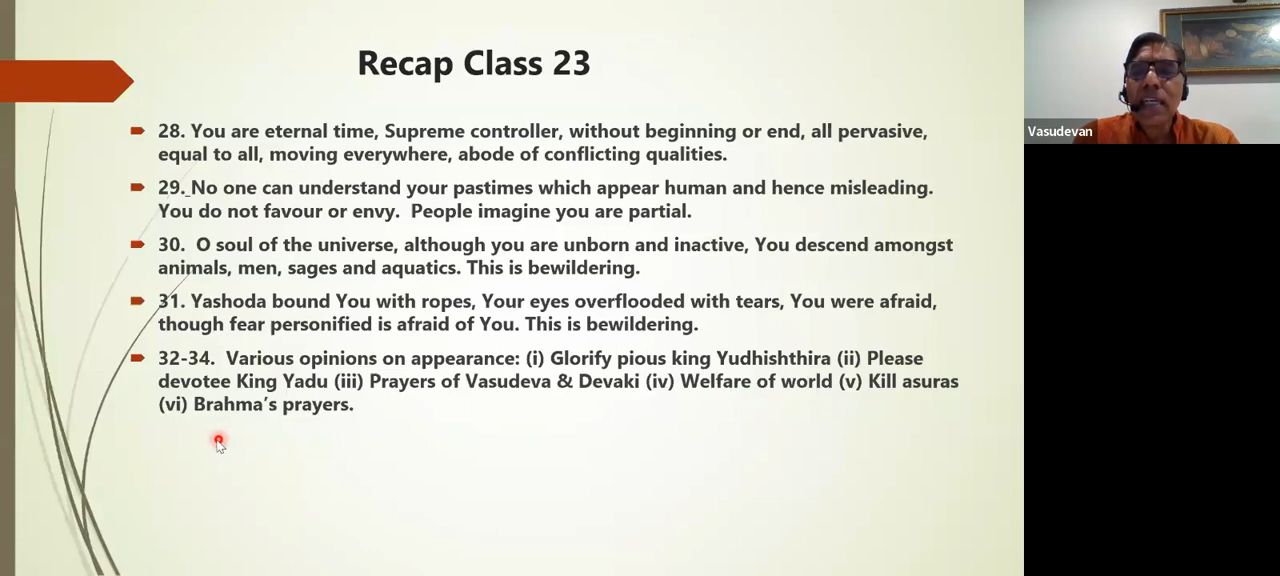 Recap Class 23
28. You are eternal time, Supreme controller, without beginning or end, all pervasive,
equal to all, moving everywhere, abode of conflicting qualities.
29. No one can understand your pastimes which appear human and hence misleading.
You do not favour or envy.  People imagine you are partial.
30.  O soul of the universe, although you are unborn and inactive, You descend amongst
animals, men, sages and aquatics. This is bewildering.
31. Yashoda bound You with ropes, Your eyes overflooded with tears, You were afraid,
though fear personified is afraid of You. This is bewildering.
32-34.  Various opinions on appearance: (i) Glorify pious king Yudhishthira (ii) Please
devotee King Yadu (iii) Prayers of Vasudeva & Devaki (iv) Welfare of world (v) Kill asuras
(vi) Brahma’s prayers.
Vasudevan